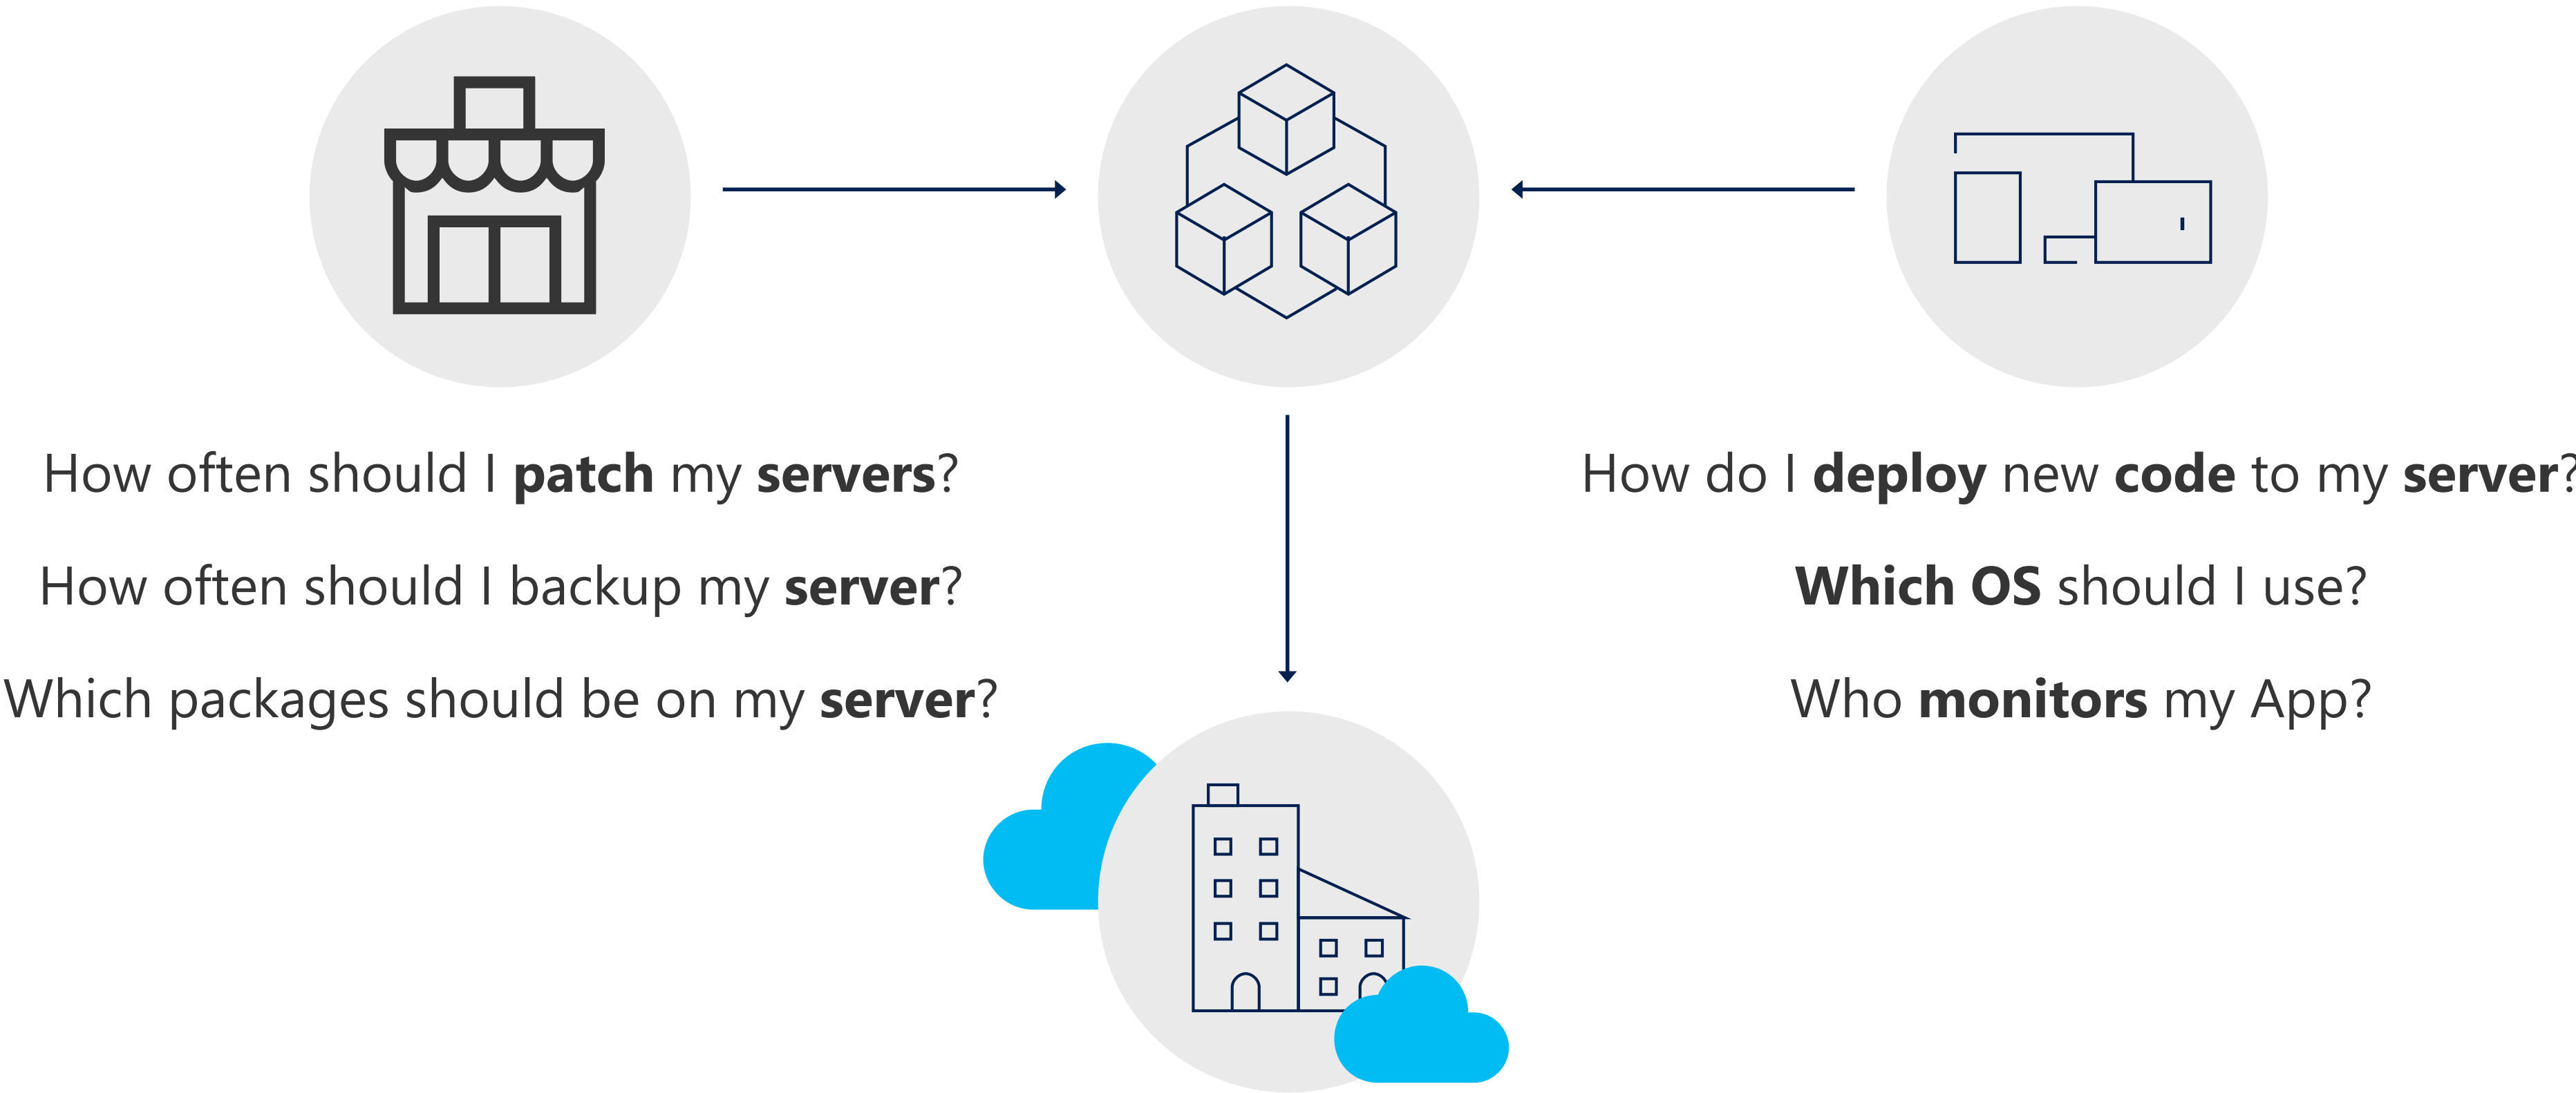 How often should I patch my servers?
How often should I backup my server?
Which packages should be on my server?
How do I deploy new code to my server?
Which OS should I use?
Who monitors my App?